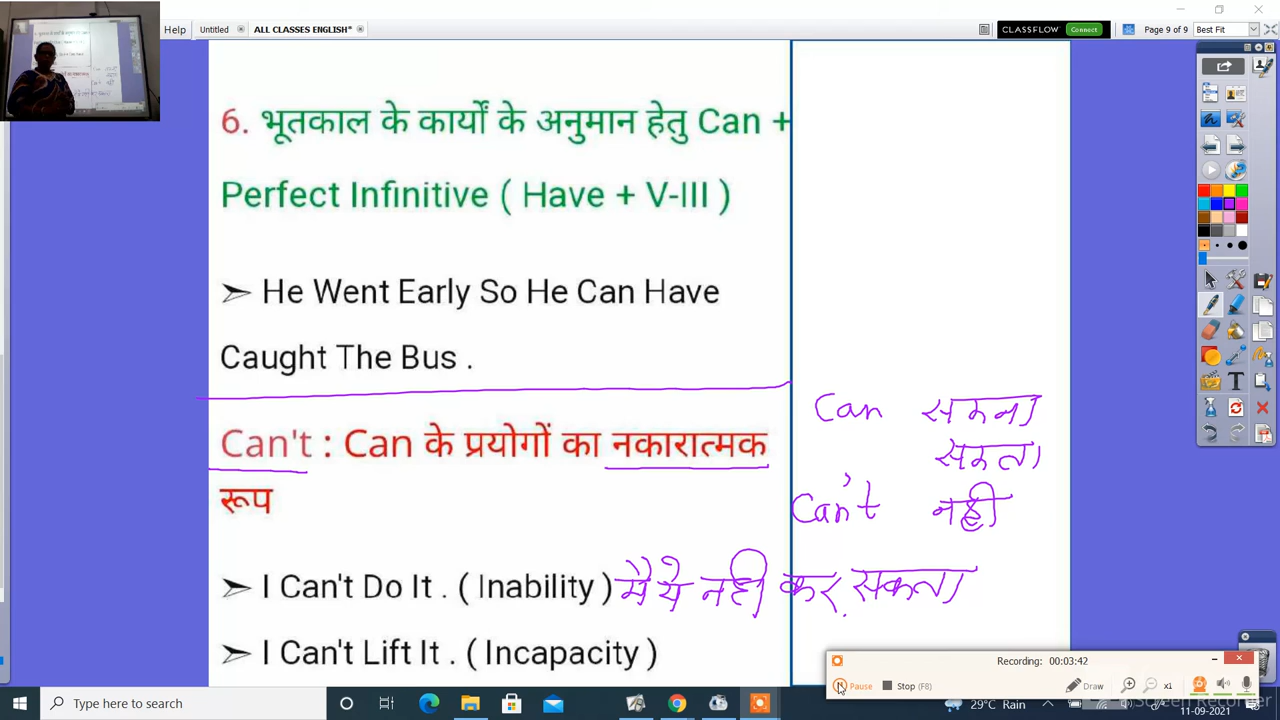 Help
Untitled
ALL CLASSES ENGLISH*
CLASSFLOW
Connect
Page 9 of 9
Best Fit
6. भूतकाल के कार्यों के अनुमान हेतु Can +
Perfect Infinitive ( Have + V-III )
➢ He Went Early So He Can Have
Caught The Bus .
Can सकना
सकता
Can't : Can के प्रयोगों का नकारात्मक
रूप
Can't नही
➢ I Can't Do It . ( Inability ) मै ये नही कर सकता
➢ I Can't Lift It . ( Incapacity )
Recording: 00:03:42
Pause
Stop (F8)
Draw
x1
Screen Recorder
Type here to search
29°C Rain
11-09-2021